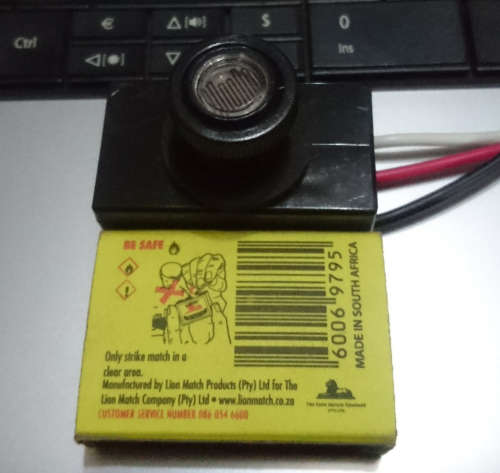 Ctrl
€
S
0
Ins
BE SAFE
Only strike match in a
clear area.
Manufactured by Lion Match Products (Pty) Ltd for The
Lion Match Company (Pty) Ltd • www.lionmatch.co.za
CUSTOMER SERVICE NUMBER 086 054 6600
6006 9795
MADE IN SOUTH AFRICA